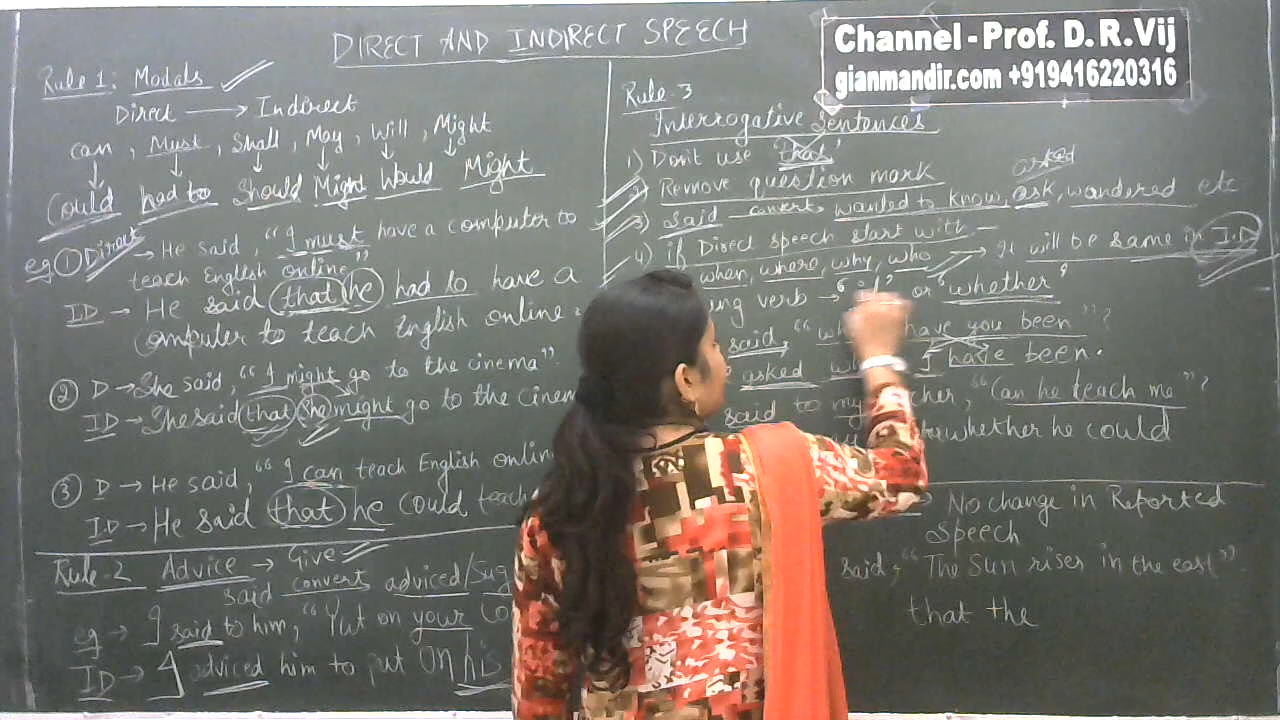 DIRECT AND INDIRECT SPEECH
Channel - Prof. D. R. Vij
gianmandir.com +919416220316
Rule 1: Modals
Direct → Indirect
can, Must, Shall, May, Will, Might
Could had to Should Might Would Might
eg ① Direct → He said, "I must have a computer to
teach English online"
ID → He said that he had to have a
Computer to teach English online
② D → She said, "I might go to the cinema".
ID → She said that She might go to the
③ D → He said, "I can teach English
ID → He said that he could
Rule-2 Advice → Give
said convert adviced/
eg → I said to him, "Put on your
ID → I adviced him to put on his
Rule-3
Interrogative Sentences
1) Don't use that'
2) Remove question mark
asked
3) Said convert wanted to know, ask, wandered etc
4) if Direct speech start with –
when, where, why, who → It will be same in I.D
verb → or "whether"
said, " have you been"?
asked I have been.
said to my "Can he teach me"?
whether he could
No change in Reported
Speech
said, "The Sun rises in the east".
that the